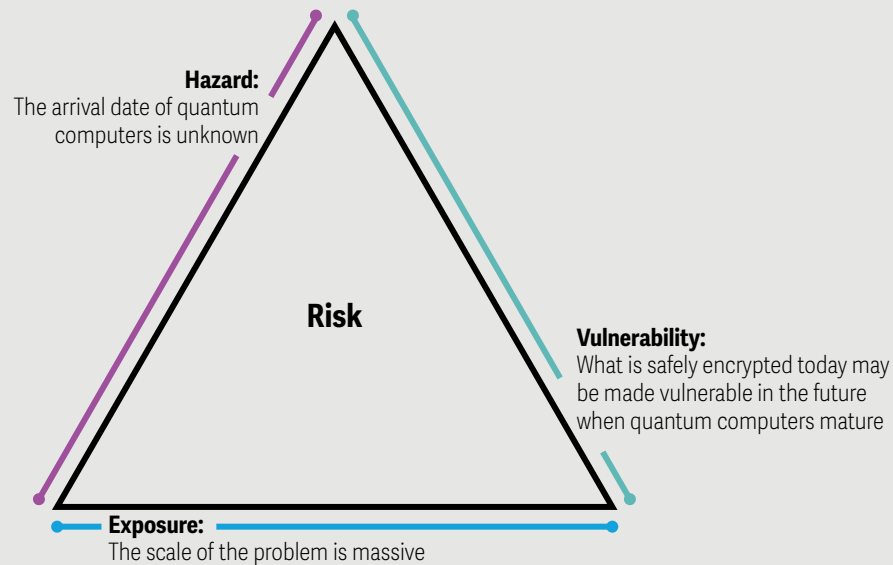 Hazard:
The arrival date of quantum
computers is unknown
Risk
Vulnerability:
What is safely encrypted today may
be made vulnerable in the future
when quantum computers mature
Exposure:
The scale of the problem is massive